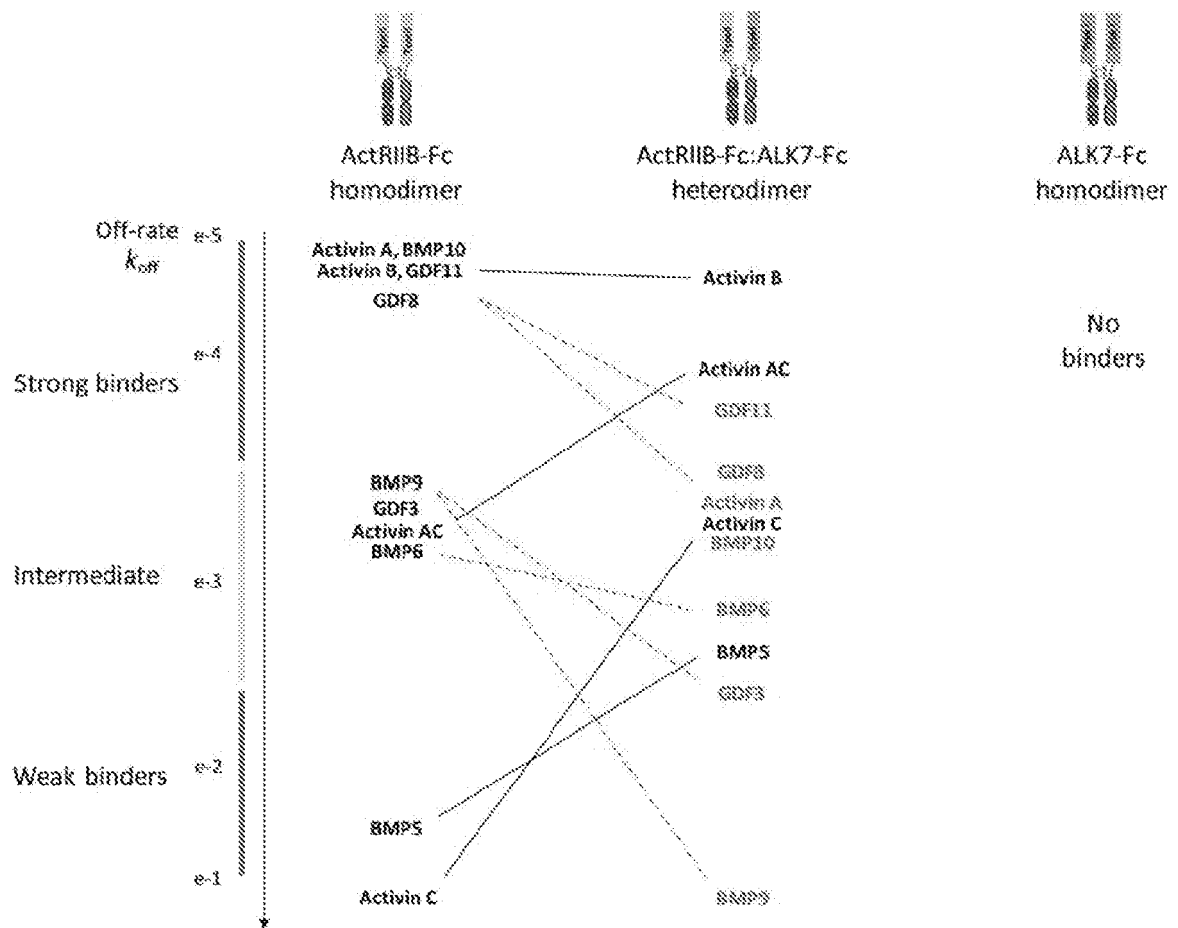 ActRIIB-Fc
homodimer
ActRIIB-Fc:ALK7-Fc
heterodimer
ALK7-Fc
homodimer
Off-rate
k_off
e-5
e-4
Strong binders
Intermediate
e-3
Weak binders
e-2
e-1
Activin A, BMP10
Activin B, GDF11
GDF8
BMP9
GDF3
Activin AC
BMP6
BMP5
Activin C
Activin B
Activin AC
GDF11
GDF8
Activin A
Activin C
BMP10
BMP6
BMP5
GDF3
BMP9
No
binders